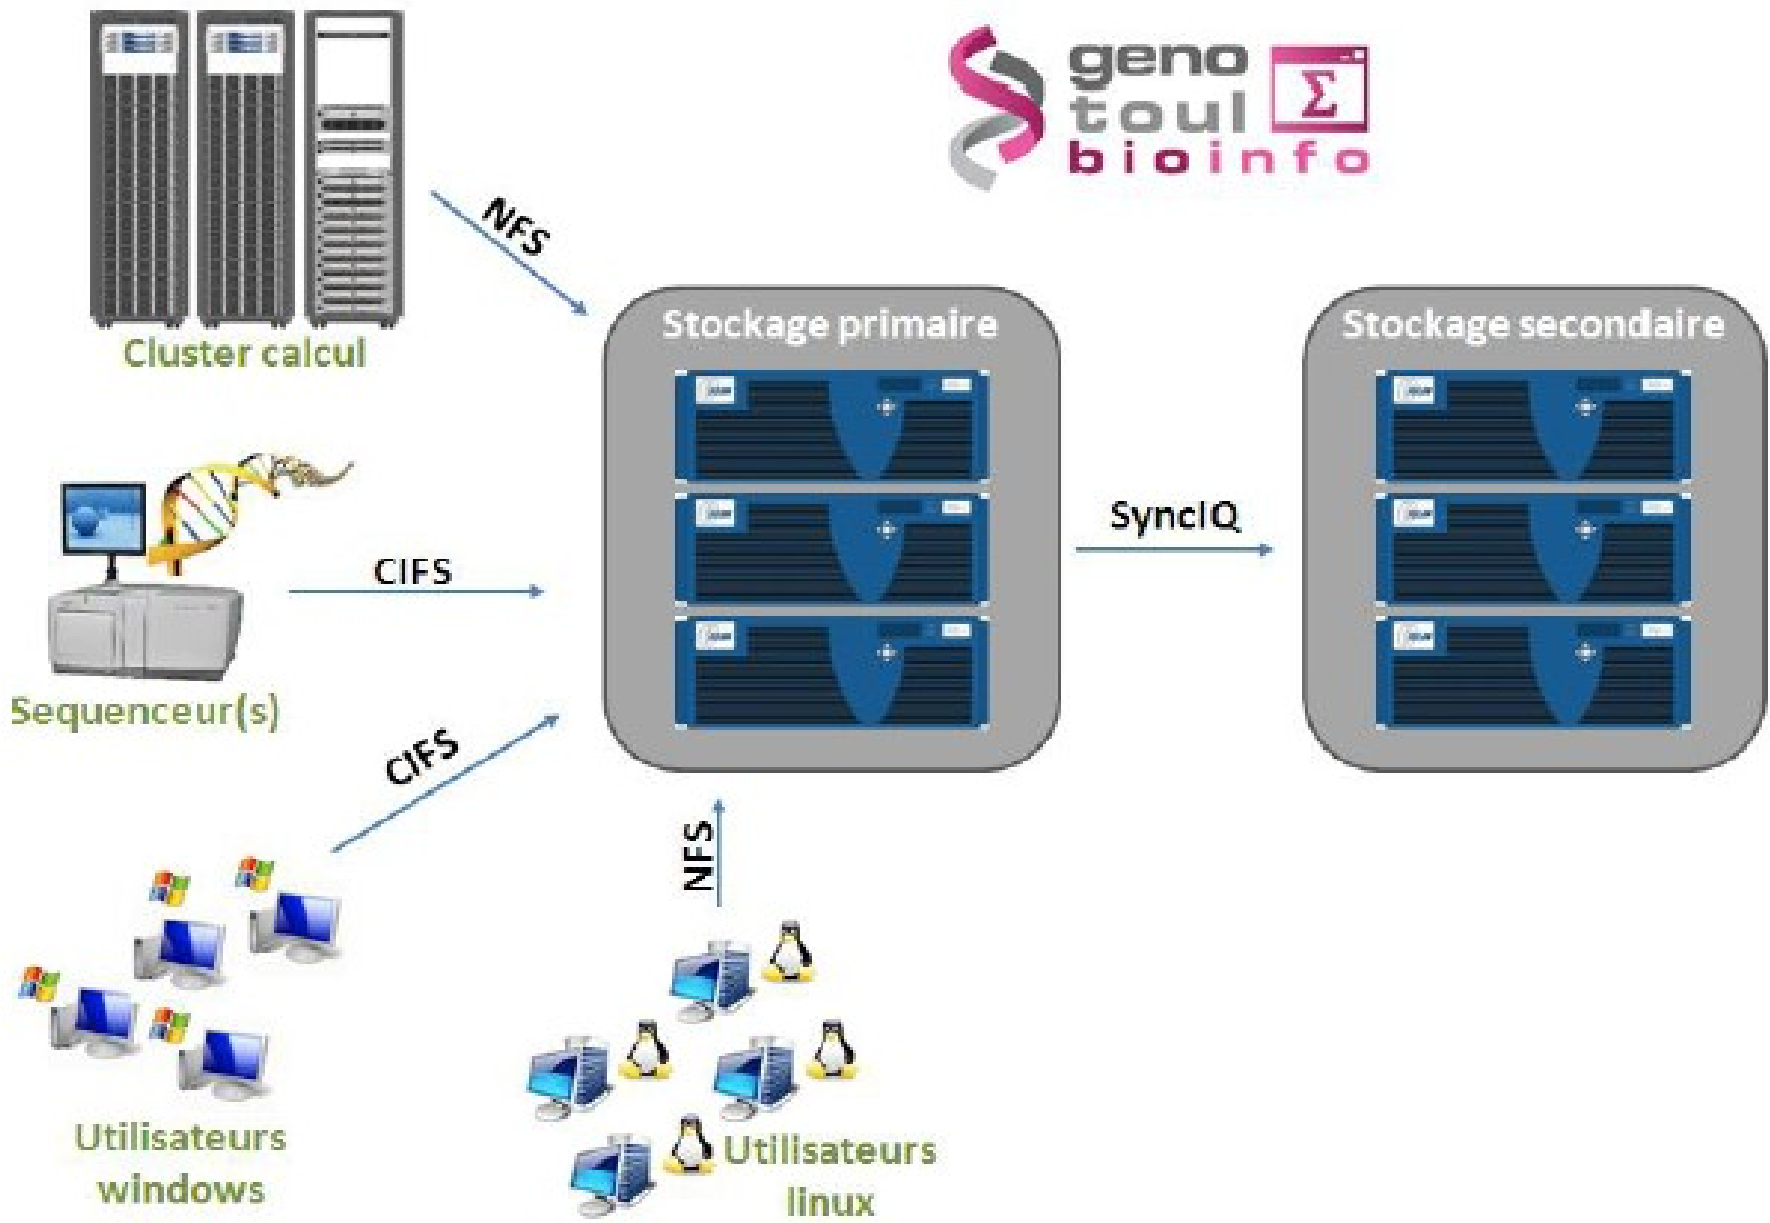 geno
toul
bioinfo
Σ
NFS
Cluster calcul
Stockage primaire
Stockage secondaire
SyncIQ
CIFS
Sequenceur(s)
CIFS
NFS
Utilisateurs
windows
Utilisateurs
linux